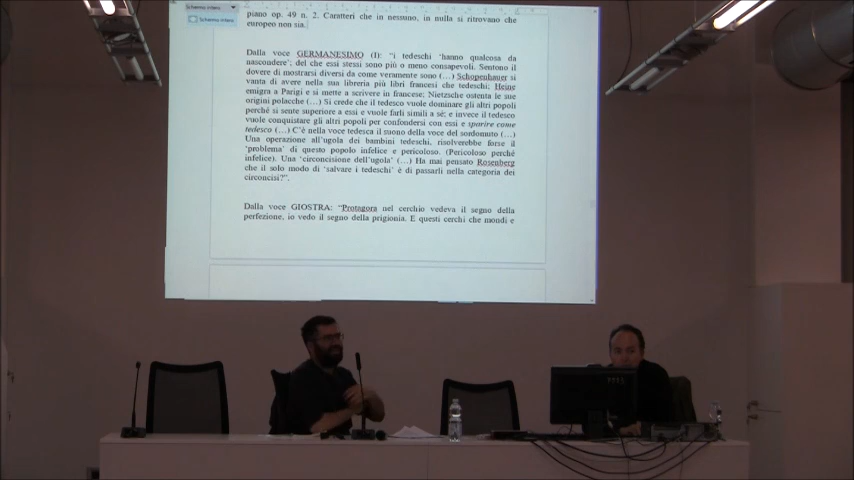 Schermo intero
Schermo intero
piano op. 49 n. 2. Caratteri che in nessuno, in nulla si ritrovano che
europeo non sia.
Dalla voce GERMANESIMO (I): “i tedeschi ‘hanno qualcosa da
nascondere’; del che essi stessi sono più o meno consapevoli. Sentono il
dovere di mostrarsi diversi da come veramente sono (…) Schopenhauer si
vanta di avere nella sua libreria più libri francesi che tedeschi; Heine
emigra a Parigi e si mette a scrivere in francese; Nietzsche ostenta le sue
origini polacche (…) Si crede che il tedesco vuole dominare gli altri popoli
perché si sente superiore a essi e vuole farli simili a sé; e invece il tedesco
vuole conquistare gli altri popoli per confondersi con essi e sparire come
tedesco (…) C’è nella voce tedesca il suono della voce del sordomuto (…)
Una operazione all’ugola dei bambini tedeschi, risolverebbe forse il
‘problema’ di questo popolo infelice e pericoloso. (Pericoloso perché
infelice). Una ‘circoncisione dell’ugola’ (…) Ha mai pensato Rosenberg
che il solo modo di ‘salvare i tedeschi’ è di passarli nella categoria dei
circoncisi?”.
Dalla voce GIOSTRA: “Protagora nel cerchio vedeva il segno della
perfezione, io vedo il segno della prigionia. E questi cerchi che mondi e